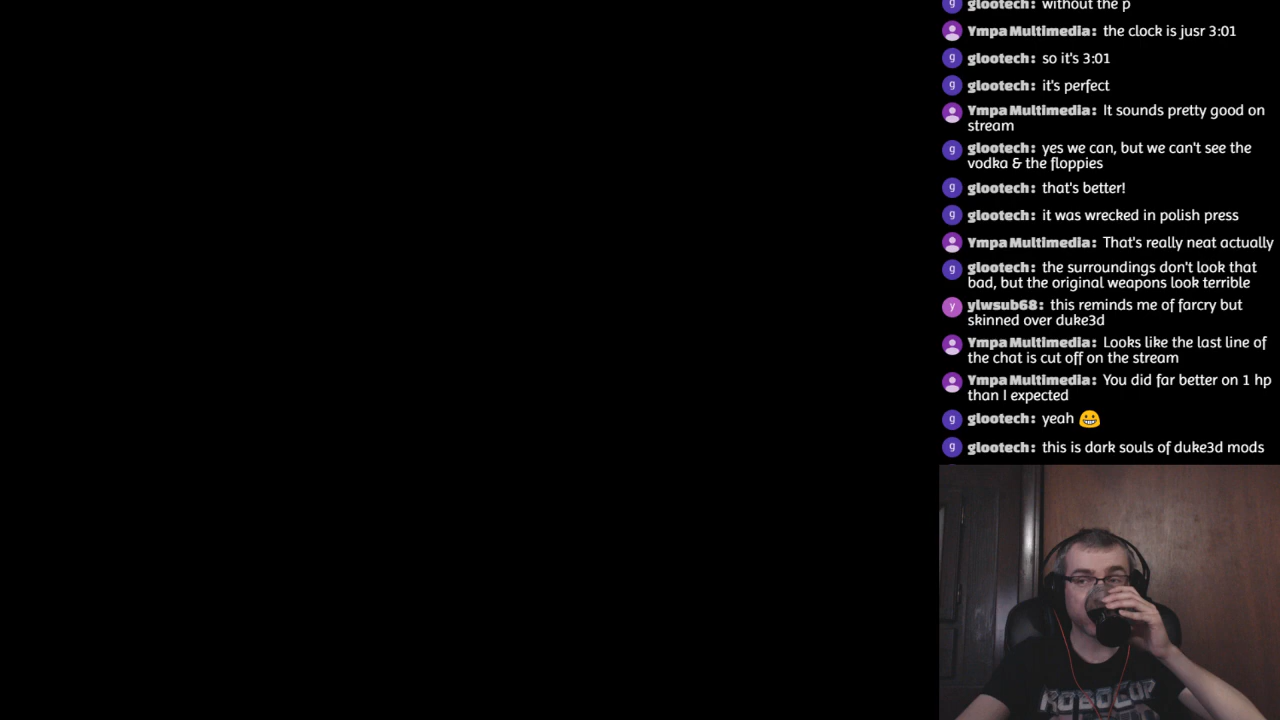 glootech: without the p
Ympa Multimedia: the clock is jusr 3:01
glootech: so it's 3:01
glootech: it's perfect
Ympa Multimedia: It sounds pretty good on
stream
glootech: yes we can, but we can't see the
vodka & the floppies
glootech: that's better!
glootech: it was wrecked in polish press
Ympa Multimedia: That's really neat actually
glootech: the surroundings don't look that
bad, but the original weapons look terrible
ylwsub68: this reminds me of farcry but
skinned over duke3d
Ympa Multimedia: Looks like the last line of
the chat is cut off on the stream
Ympa Multimedia: You did far better on 1 hp
than I expected
glootech: yeah 😀
glootech: this is dark souls of duke3d mods
ROBOCOP